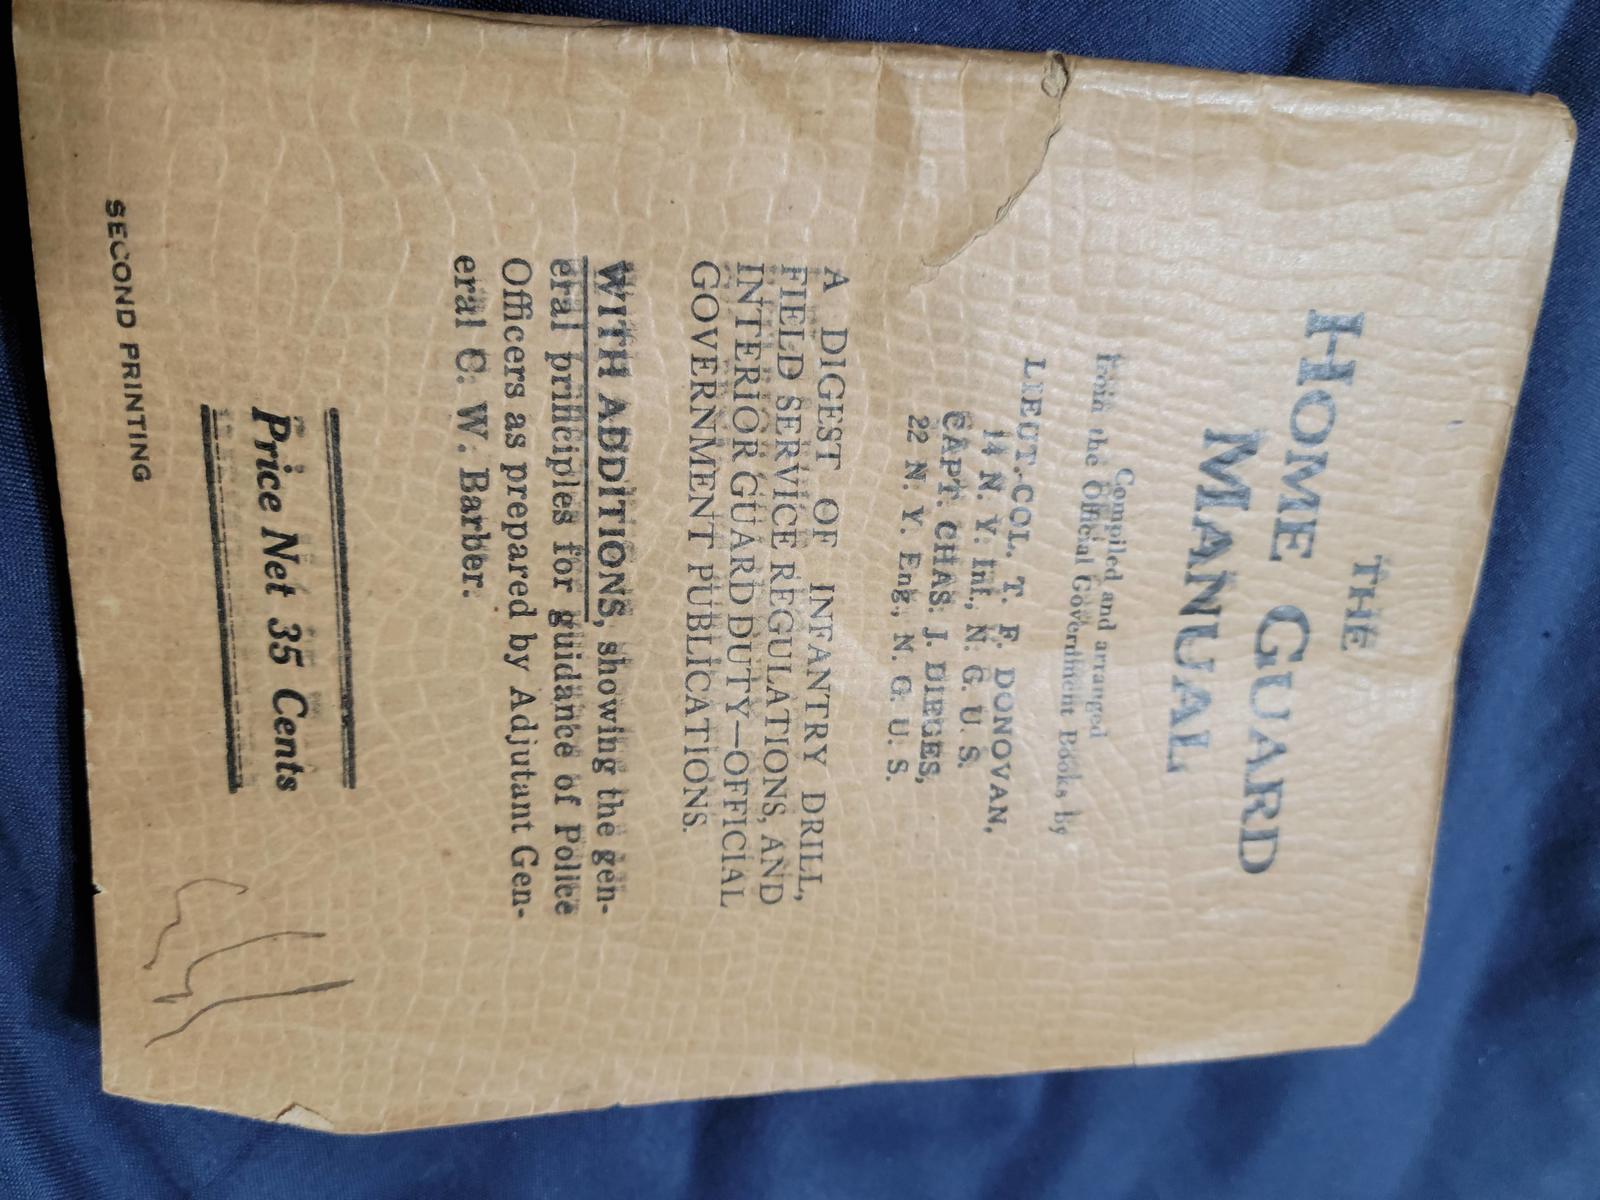 THE
HOME GUARD
MANUAL
Compiled and arranged
from the Official Government Books, by
LIEUT.-COL. T. F. DONOVAN,
14 N. Y. Inf., N. G. U. S.
CAPT. CHAS. J. DIEGES,
22 N. Y. Eng., N. G. U. S.
A DIGEST OF INFANTRY DRILL,
FIELD SERVICE REGULATIONS, AND
INTERIOR GUARD DUTY—OFFICIAL
GOVERNMENT PUBLICATIONS.
WITH ADDITIONS, showing the gen-
eral principles for guidance of Police
Officers as prepared by Adjutant Gen-
eral C. W. Barber.
Price Net 35 Cents
SECOND PRINTING